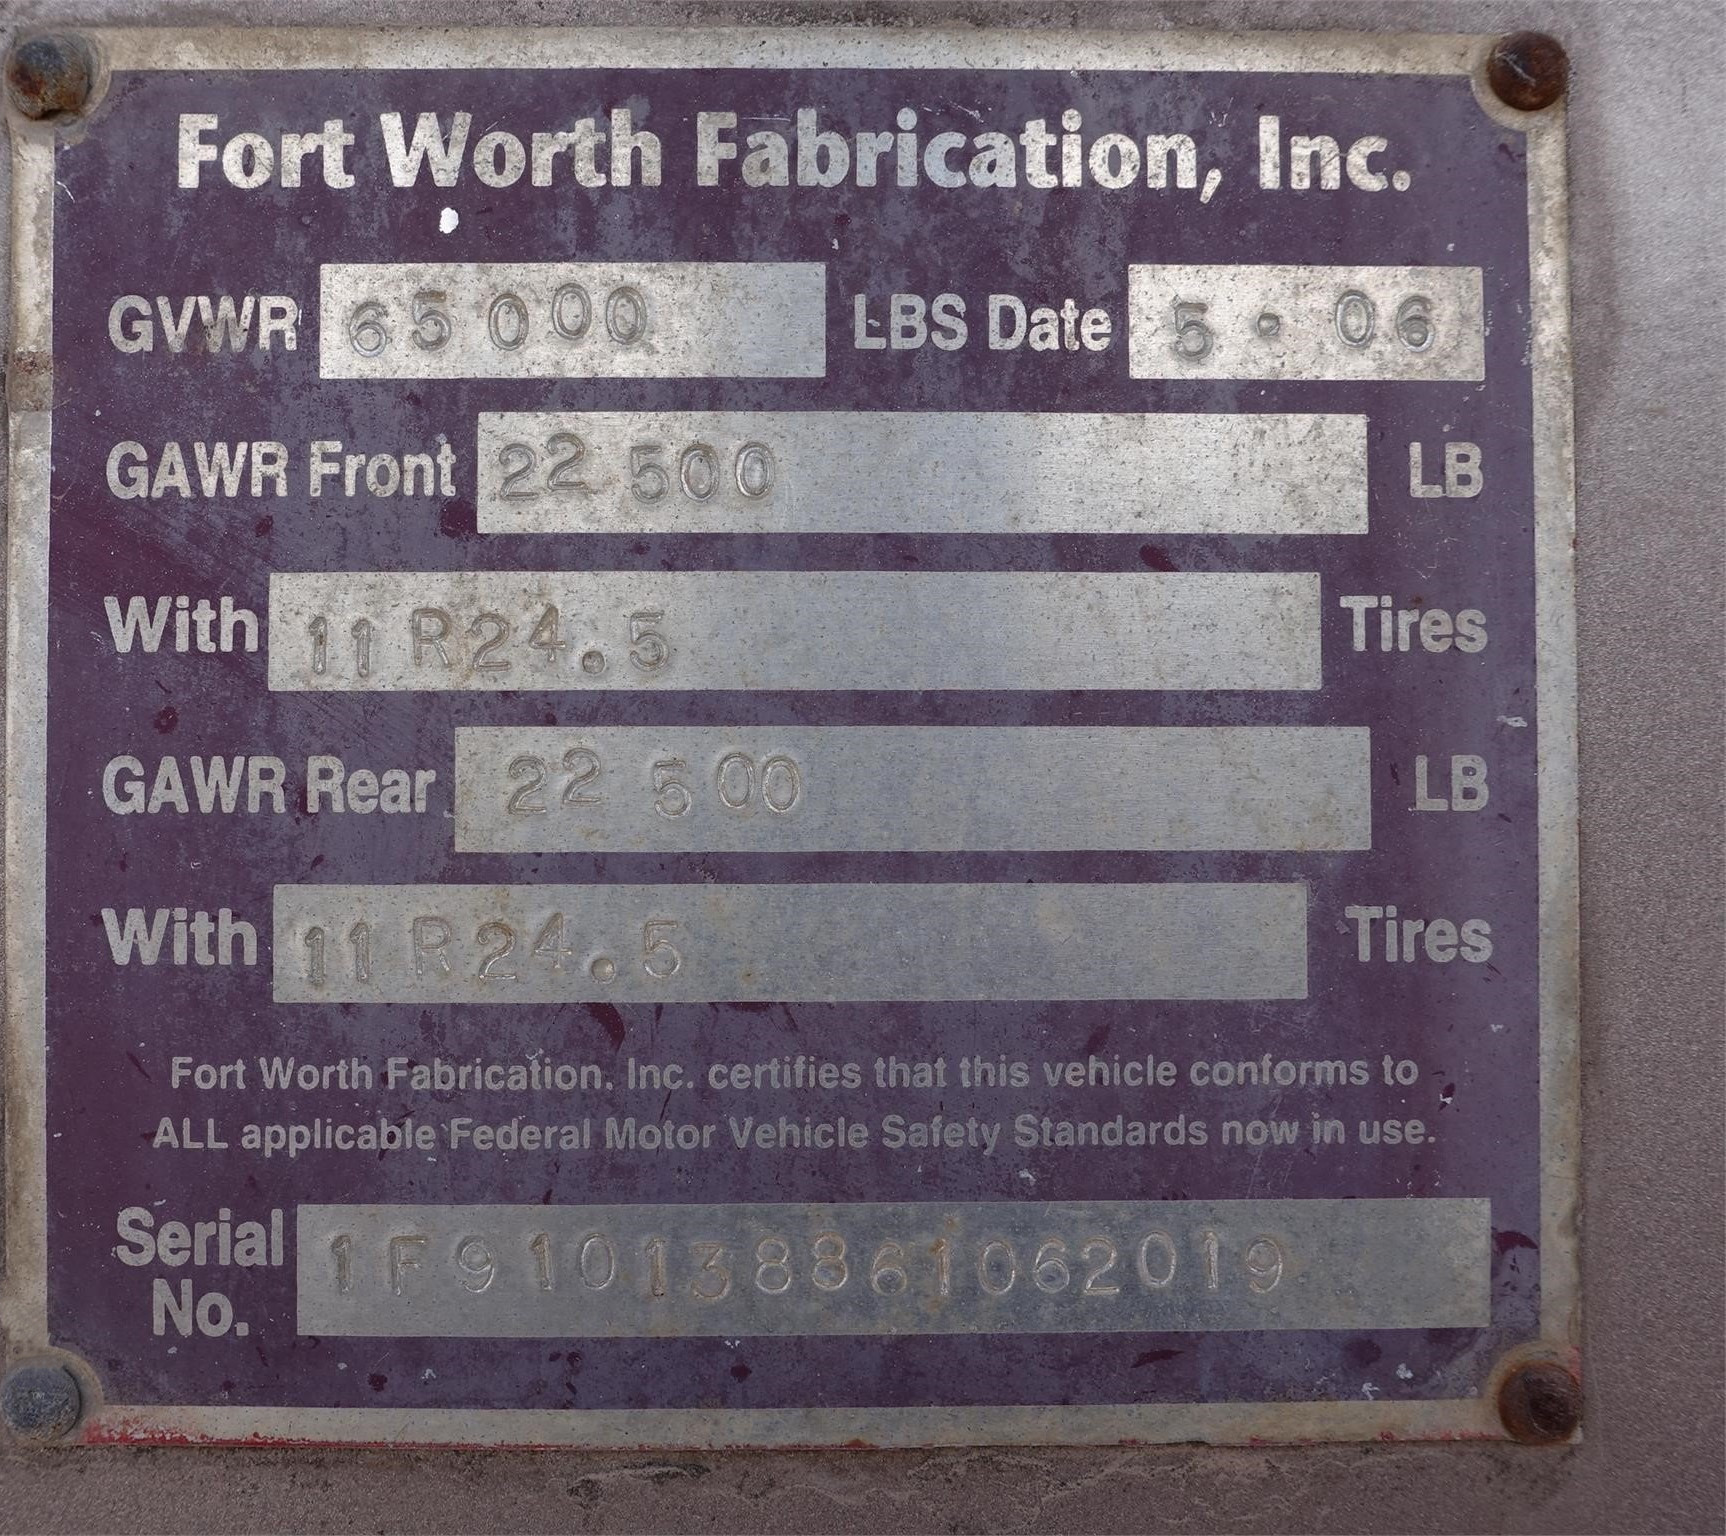 Fort Worth Fabrication, Inc.
GVWR 65000 LBS Date 5 • 06
GAWR Front 22 500 LB
With 11 R24.5 Tires
GAWR Rear 22 500 LB
With 11 R24.5 Tires
Fort Worth Fabrication, Inc. certifies that this vehicle conforms to
ALL applicable Federal Motor Vehicle Safety Standards now in use.
Serial No. 1F910138861062019